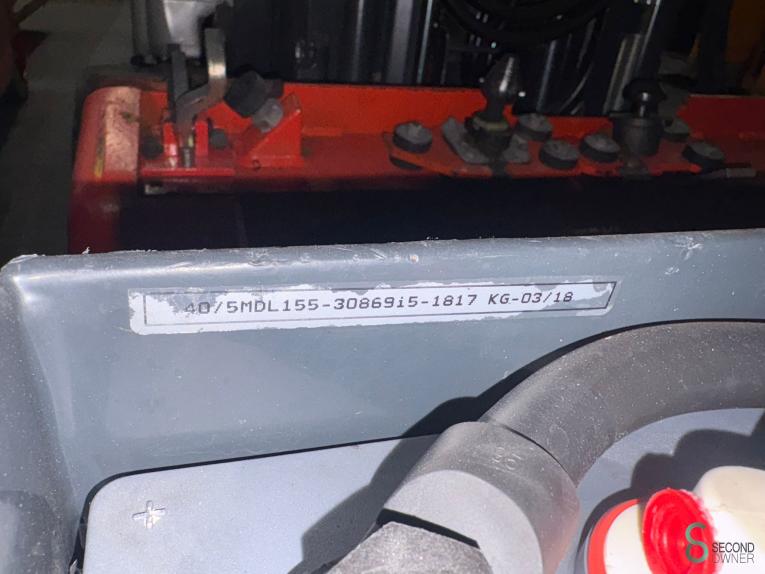 40/5MDL155-30869i5-1817 KG-03/18
S SECOND
OWNER